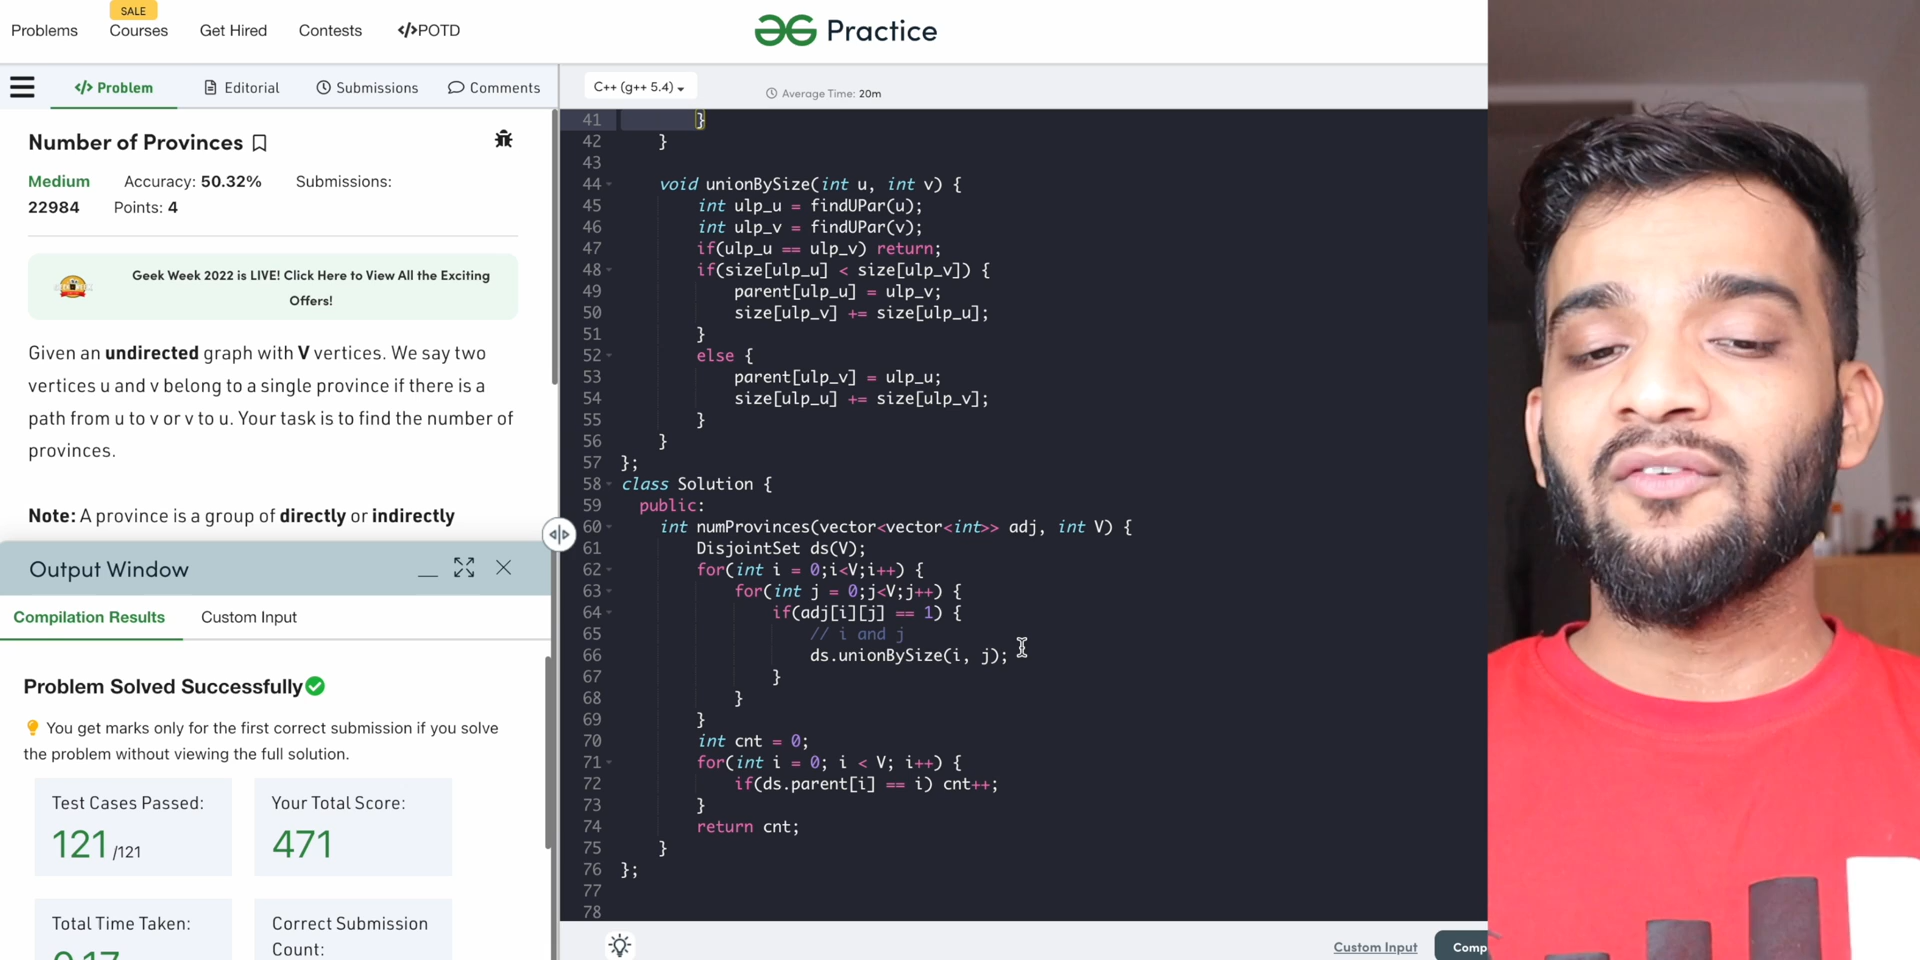 SALE
Problems Courses Get Hired Contests </>POTD
Practice
</> Problem Editorial Submissions Comments
C++ (g++ 5.4)
Average Time: 20m
Number of Provinces
Medium Accuracy: 50.32% Submissions:
22984 Points: 4
Geek Week 2022 is LIVE! Click Here to View All the Exciting
Offers!
Given an undirected graph with V vertices. We say two
vertices u and v belong to a single province if there is a
path from u to v or v to u. Your task is to find the number of
provinces.
Note: A province is a group of directly or indirectly
Output Window
Compilation Results Custom Input
Problem Solved Successfully
You get marks only for the first correct submission if you solve
the problem without viewing the full solution.
Test Cases Passed: Your Total Score:
121 /121 471
Total Time Taken: Correct Submission
Count:
41 }
42 }
43
44 void unionBySize(int u, int v) {
45 int ulp_u = findUPar(u);
46 int ulp_v = findUPar(v);
47 if(ulp_u == ulp_v) return;
48 if(size[ulp_u] < size[ulp_v]) {
49 parent[ulp_u] = ulp_v;
50 size[ulp_v] += size[ulp_u];
51 }
52 else {
53 parent[ulp_v] = ulp_u;
54 size[ulp_u] += size[ulp_v];
55 }
56 }
57 };
58 class Solution {
59 public:
60 int numProvinces(vector<vector<int>> adj, int V) {
61 DisjointSet ds(V);
62 for(int i = 0;i<V;i++) {
63 for(int j = 0;j<V;j++) {
64 if(adj[i][j] == 1) {
65 // i and j
66 ds.unionBySize(i, j);
67 }
68 }
69 }
70 int cnt = 0;
71 for(int i = 0; i < V; i++) {
72 if(ds.parent[i] == i) cnt++;
73 }
74 return cnt;
75 }
76 };
77
78
Custom Input
Comp